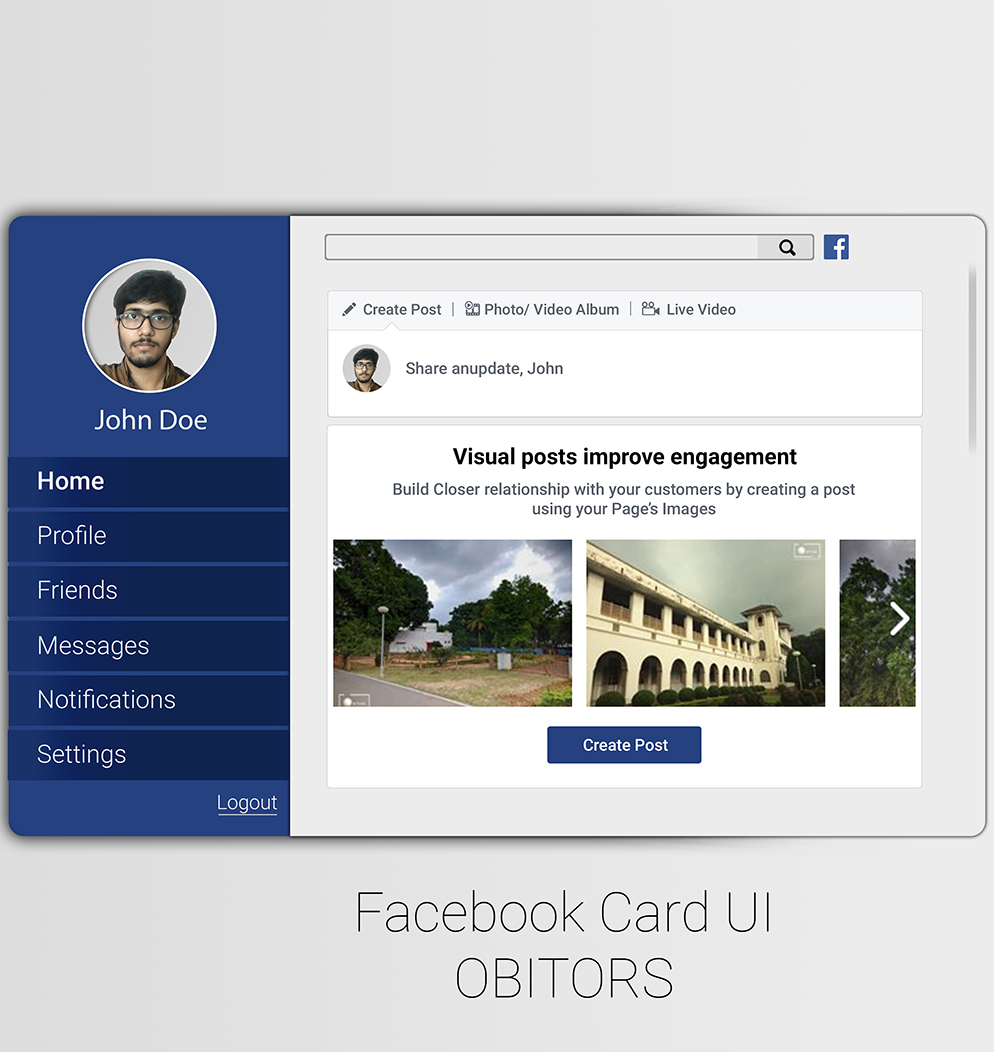 John Doe
Home
Profile
Friends
Messages
Notifications
Settings
Logout
Create Post | Photo/ Video Album | Live Video
Share anupdate, John
Visual posts improve engagement
Build Closer relationship with your customers by creating a post
using your Page's Images
Create Post
Facebook Card UI
OBITORS